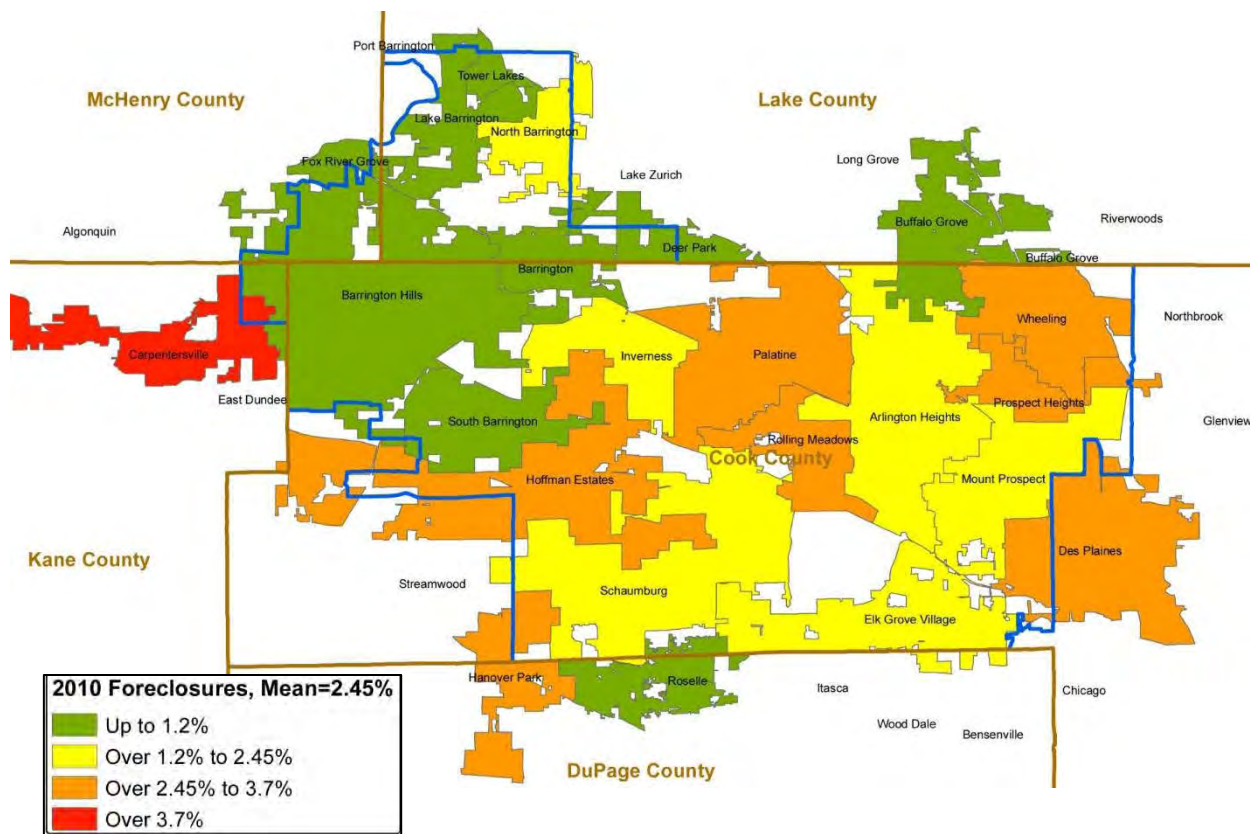 Port Barrington
Tower Lakes
McHenry County
Lake County
Lake Barrington
North Barrington
Fox River Grove
Long Grove
Lake Zurich
Buffalo Grove
Riverwoods
Algonquin
Deer Park
Buffalo Grove
Barrington
Barrington Hills
Wheeling
Northbrook
Carpentersville
Inverness
Palatine
East Dundee
Prospect Heights
South Barrington
Arlington Heights
Glenview
Rolling Meadows
Cook County
Hoffman Estates
Mount Prospect
Kane County
Des Plaines
Streamwood
Schaumburg
Elk Grove Village
Hanover Park
Roselle
Itasca
Chicago
Wood Dale
Bensenville
DuPage County
2010 Foreclosures, Mean=2.45%
Up to 1.2%
Over 1.2% to 2.45%
Over 2.45% to 3.7%
Over 3.7%